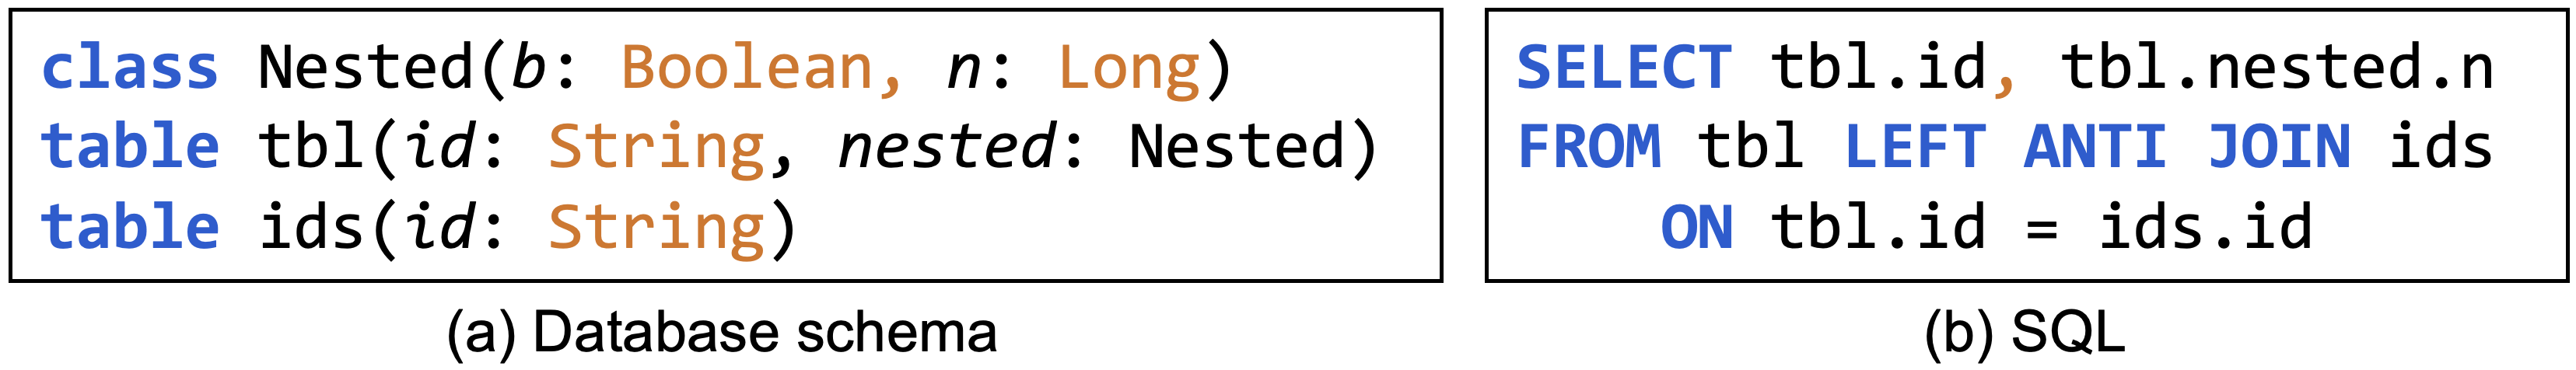 class Nested(b: Boolean, n: Long)
table tbl(id: String, nested: Nested)
table ids(id: String)
(a) Database schema
SELECT tbl.id, tbl.nested.n
FROM tbl LEFT ANTI JOIN ids
ON tbl.id = ids.id
(b) SQL